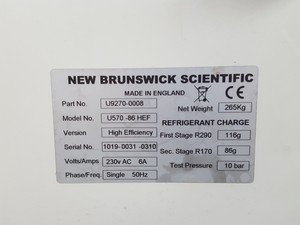 NEW BRUNSWICK SCIENTIFIC
MADE IN ENGLAND
CE
Part No. U9270-0008
Net Weight 265Kg
Model No. U570 -86 HEF
REFRIGERANT CHARGE
Version High Efficiency
First Stage R290 116g
Serial No. 1019- 0031 -0310
Sec. Stage R170. 86g
Volts/Amps 230v AC 6A
Test Pressure 10 bar
Phase/Freq. Single 50Hz